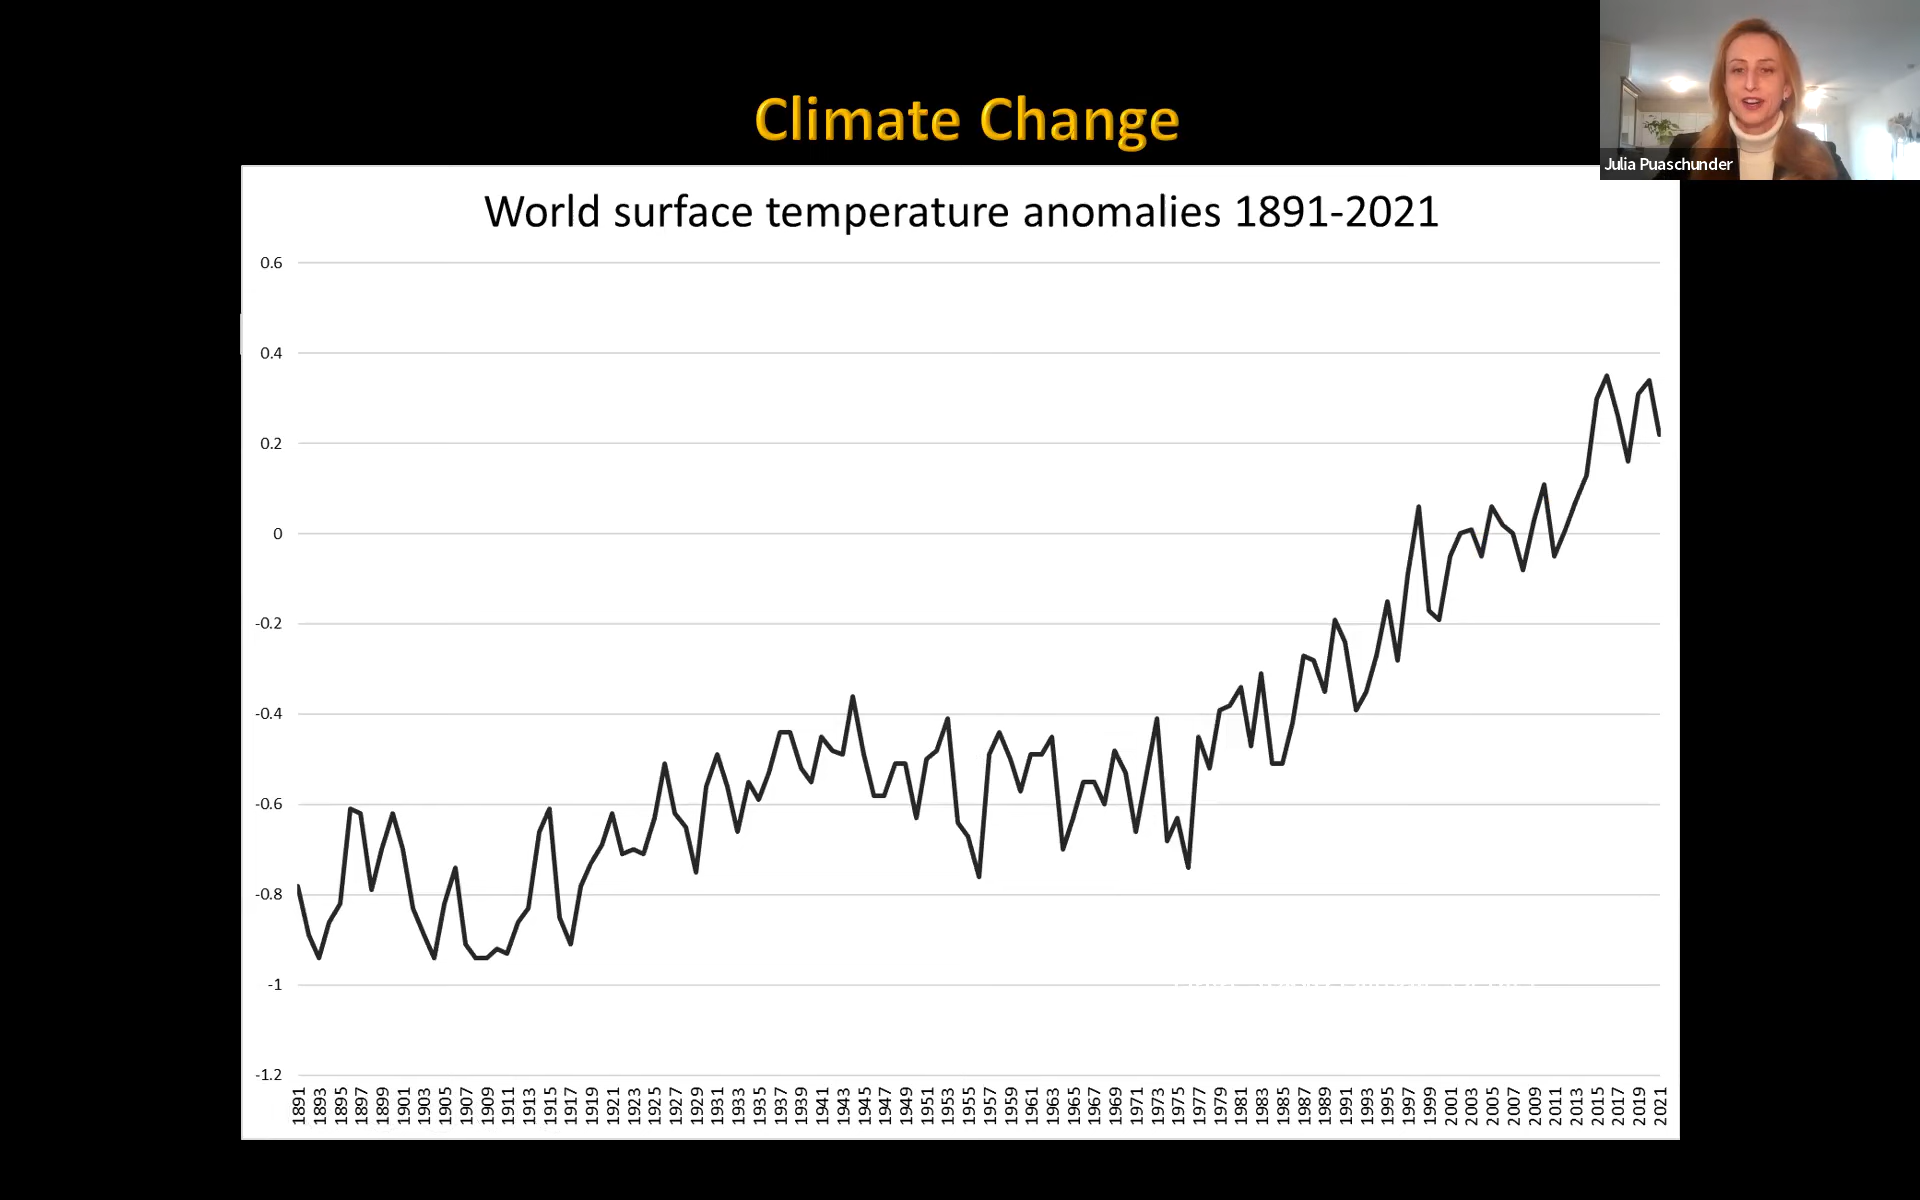 Climate Change
Julia Puaschunder
World surface temperature anomalies 1891-2021
0.6
0.4
0.2
0
-0.2
-0.4
-0.6
-0.8
-1
-1.2
1891 1893 1895 1897 1899 1901 1903 1905 1907 1909 1911 1913 1915 1917 1919 1921 1923 1925 1927 1929 1931 1933 1935 1937 1939 1941 1943 1945 1947 1949 1951 1953 1955 1957 1959 1961 1963 1965 1967 1969 1971 1973 1975 1977 1979 1981 1983 1985 1987 1989 1991 1993 1995 1997 1999 2001 2003 2005 2007 2009 2011 2013 2015 2017 2019 2021